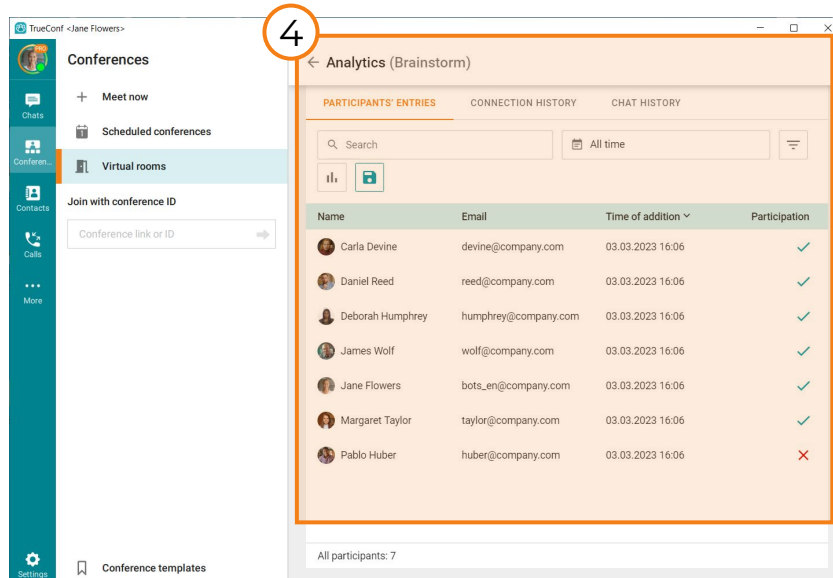 TrueConf <Jane Flowers>
4
PRO
Chats
Conferen...
Contacts
Calls
More
Settings
Conferences
Meet now
1
Scheduled conferences
Virtual rooms
Join with conference ID
Conference link or ID
Conference templates
Analytics (Brainstorm)
PARTICIPANTS' ENTRIES CONNECTION HISTORY CHAT HISTORY
Search All time
Name Email Time of addition Participation
Carla Devine devine@company.com 03.03.2023 16:06
Daniel Reed reed@company.com 03.03.2023 16:06
Deborah Humphrey humphrey@company.com 03.03.2023 16:06
James Wolf wolf@company.com 03.03.2023 16:06
Jane Flowers bots_en@company.com 03.03.2023 16:06
Margaret Taylor taylor@company.com 03.03.2023 16:06
Pablo Huber huber@company.com 03.03.2023 16:06
All participants: 7